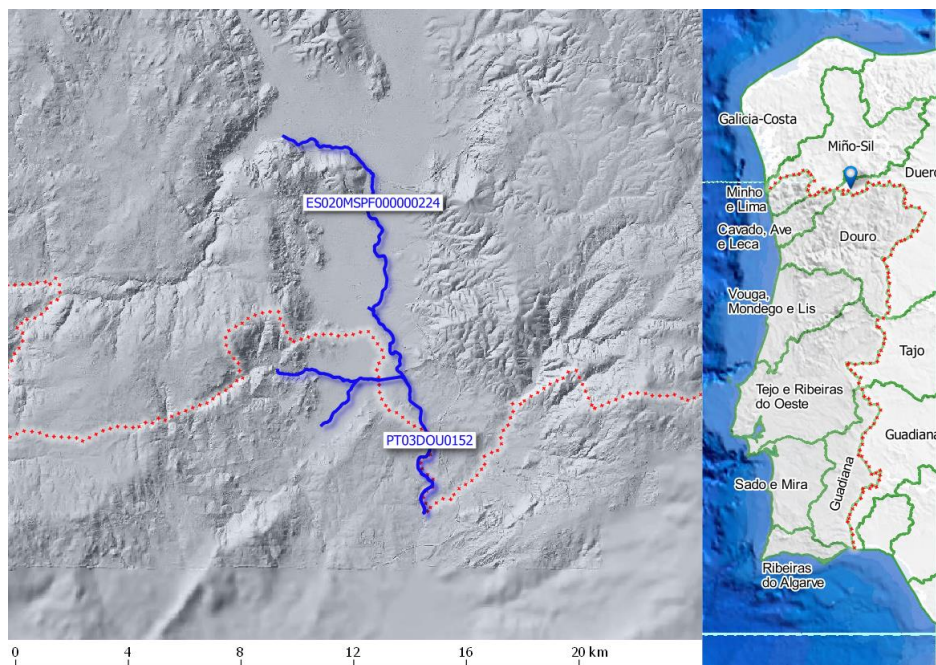 ES020MSPF000000224
PT03DOU0152
0 4 8 12 16 20 km
Galicia-Costa
Miño-Sil
Duero
Minho
e Lima
Cavado, Ave
e Leca
Douro
Vouga,
Mondego e Lis
Tajo
Tejo e Ribeiras
do Oeste
Guadiana
Sado e Mira
Guadiana
Ribeiras
do Algarve